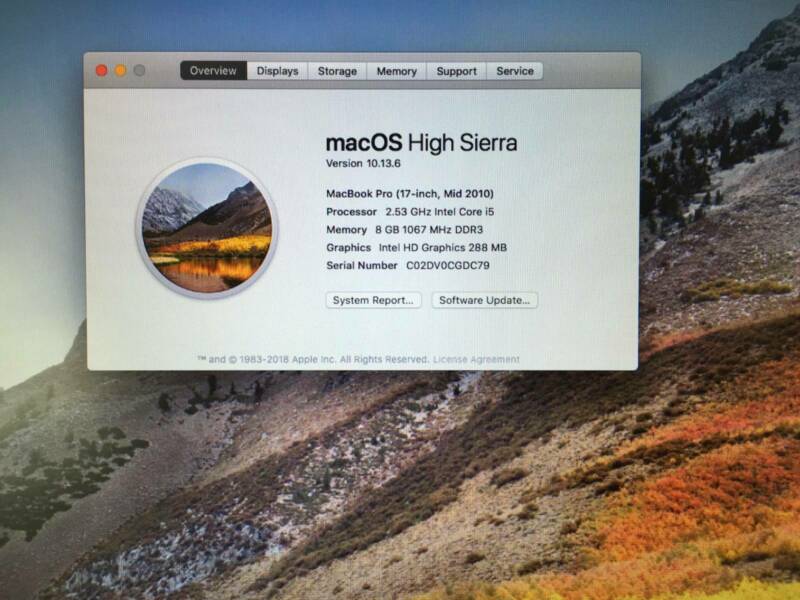 Overview Displays Storage Memory Support Service
macOS High Sierra
Version 10.13.6
MacBook Pro (17-inch, Mid 2010)
Processor 2.53 GHz Intel Core i5
Memory 8 GB 1067 MHz DDR3
Graphics Intel HD Graphics 288 MB
Serial Number C02DV0CGDC79
System Report... Software Update...
™ and © 1983-2018 Apple Inc. All Rights Reserved. License Agreement